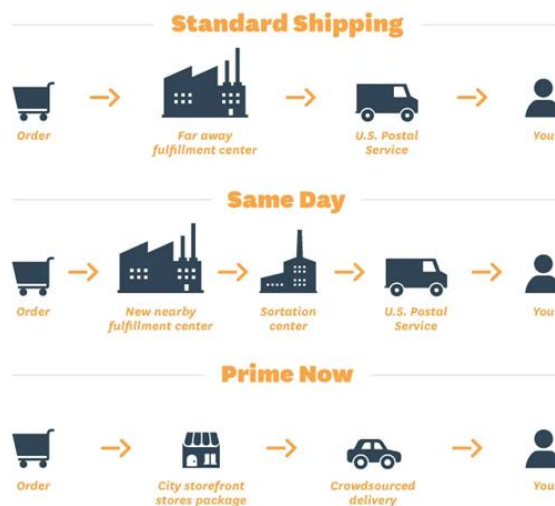 Standard Shipping
Order
Far away
fulfillment center
U.S. Postal
Service
You
Same Day
Order
New nearby
fulfillment center
Sortation
center
U.S. Postal
Service
You
Prime Now
Order
City storefront
stores package
Crowdsourced
delivery
You